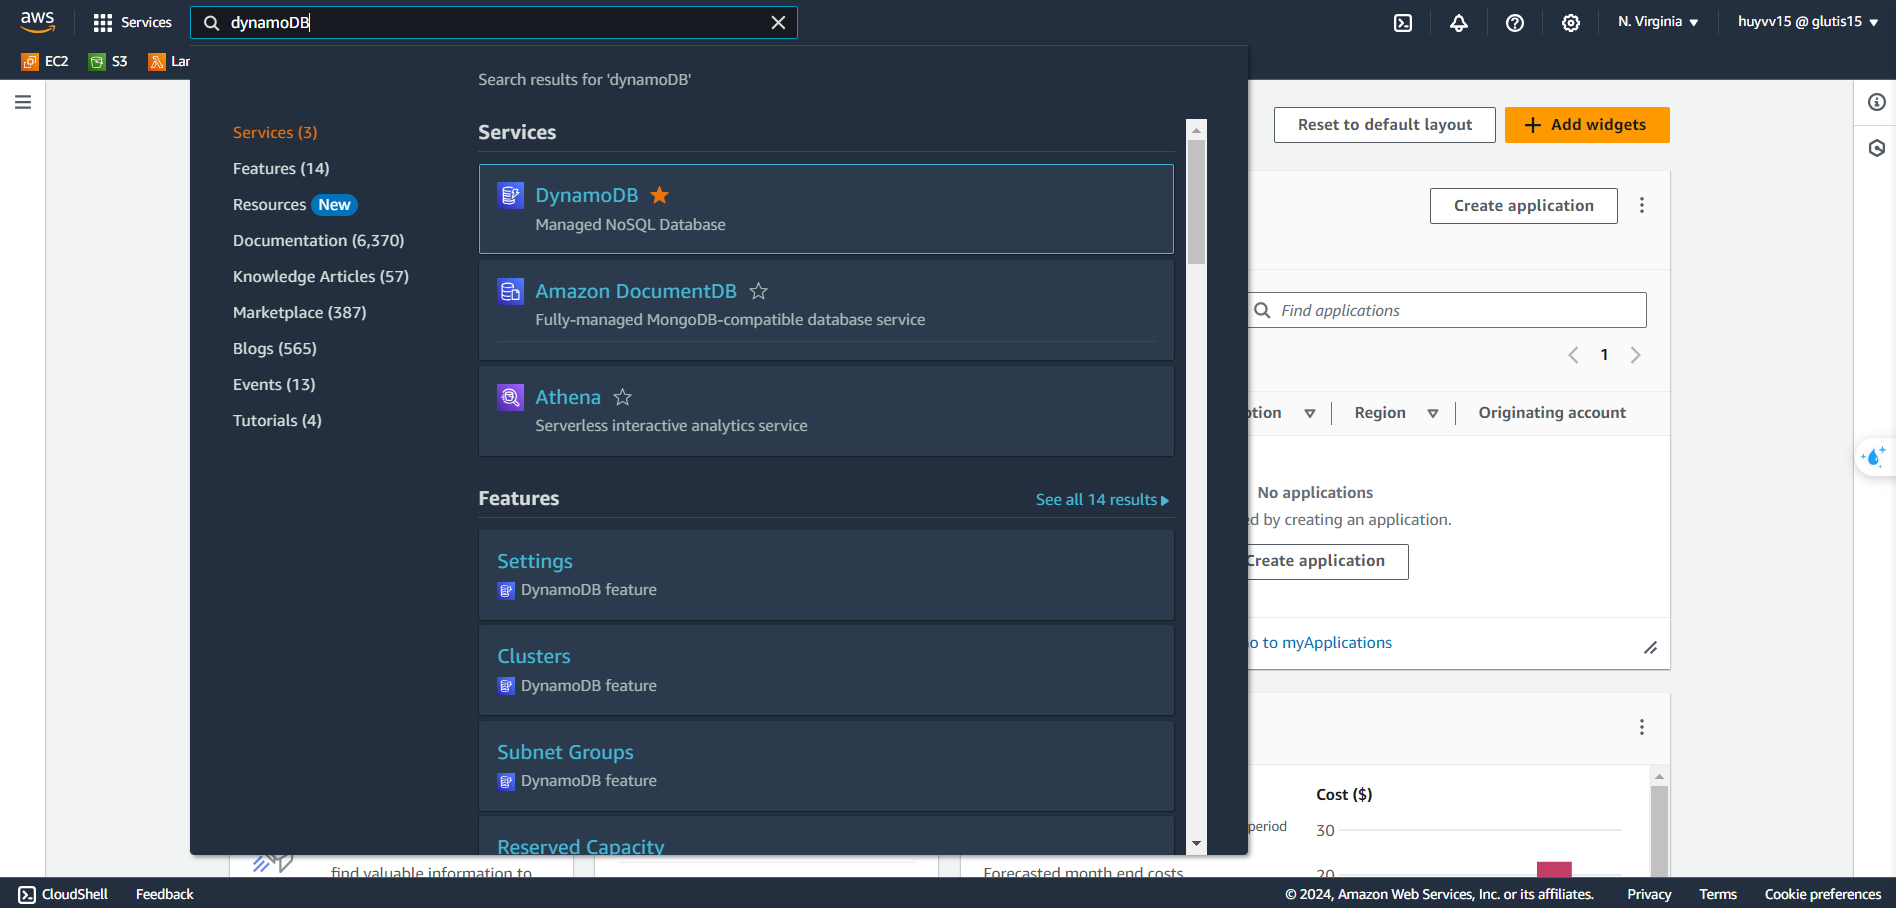 aws
Services
dynamoDB
N. Virginia
huyvv15 @ glutis15
EC2
S3
Lar
Search results for 'dynamoDB'
Services (3)
Features (14)
Resources New
Documentation (6,370)
Knowledge Articles (57)
Marketplace (387)
Blogs (565)
Events (13)
Tutorials (4)
Services
DynamoDB
Managed NoSQL Database
Amazon DocumentDB
Fully-managed MongoDB-compatible database service
Athena
Serverless interactive analytics service
Features
See all 14 results
Settings
DynamoDB feature
Clusters
DynamoDB feature
Subnet Groups
DynamoDB feature
Reserved Capacity
Reset to default layout
Add widgets
Create application
Find applications
1
ption
Region
Originating account
No applications
ed by creating an application.
Create application
o to myApplications
Cost ($)
period
30
20
find valuable information to
Forecasted month end costs
CloudShell
Feedback
© 2024, Amazon Web Services, Inc. or its affiliates.
Privacy
Terms
Cookie preferences